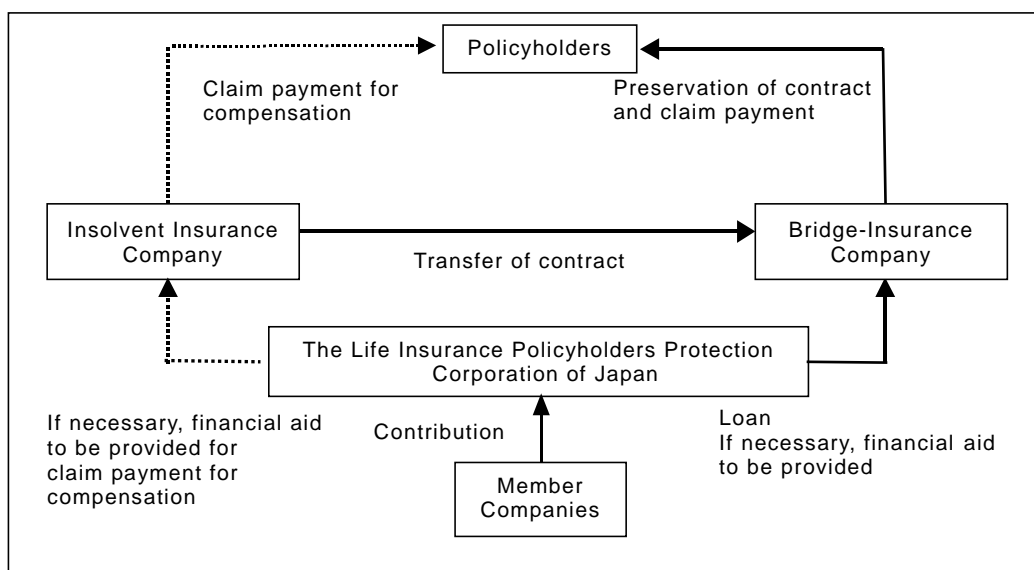 Policyholders
Claim payment for
compensation
Preservation of contract
and claim payment
Insolvent Insurance
Company
Bridge-Insurance
Company
Transfer of contract
The Life Insurance Policyholders Protection
Corporation of Japan
If necessary, financial aid
to be provided for
claim payment for
compensation
Contribution
Loan
If necessary, financial aid
to be provided
Member
Companies